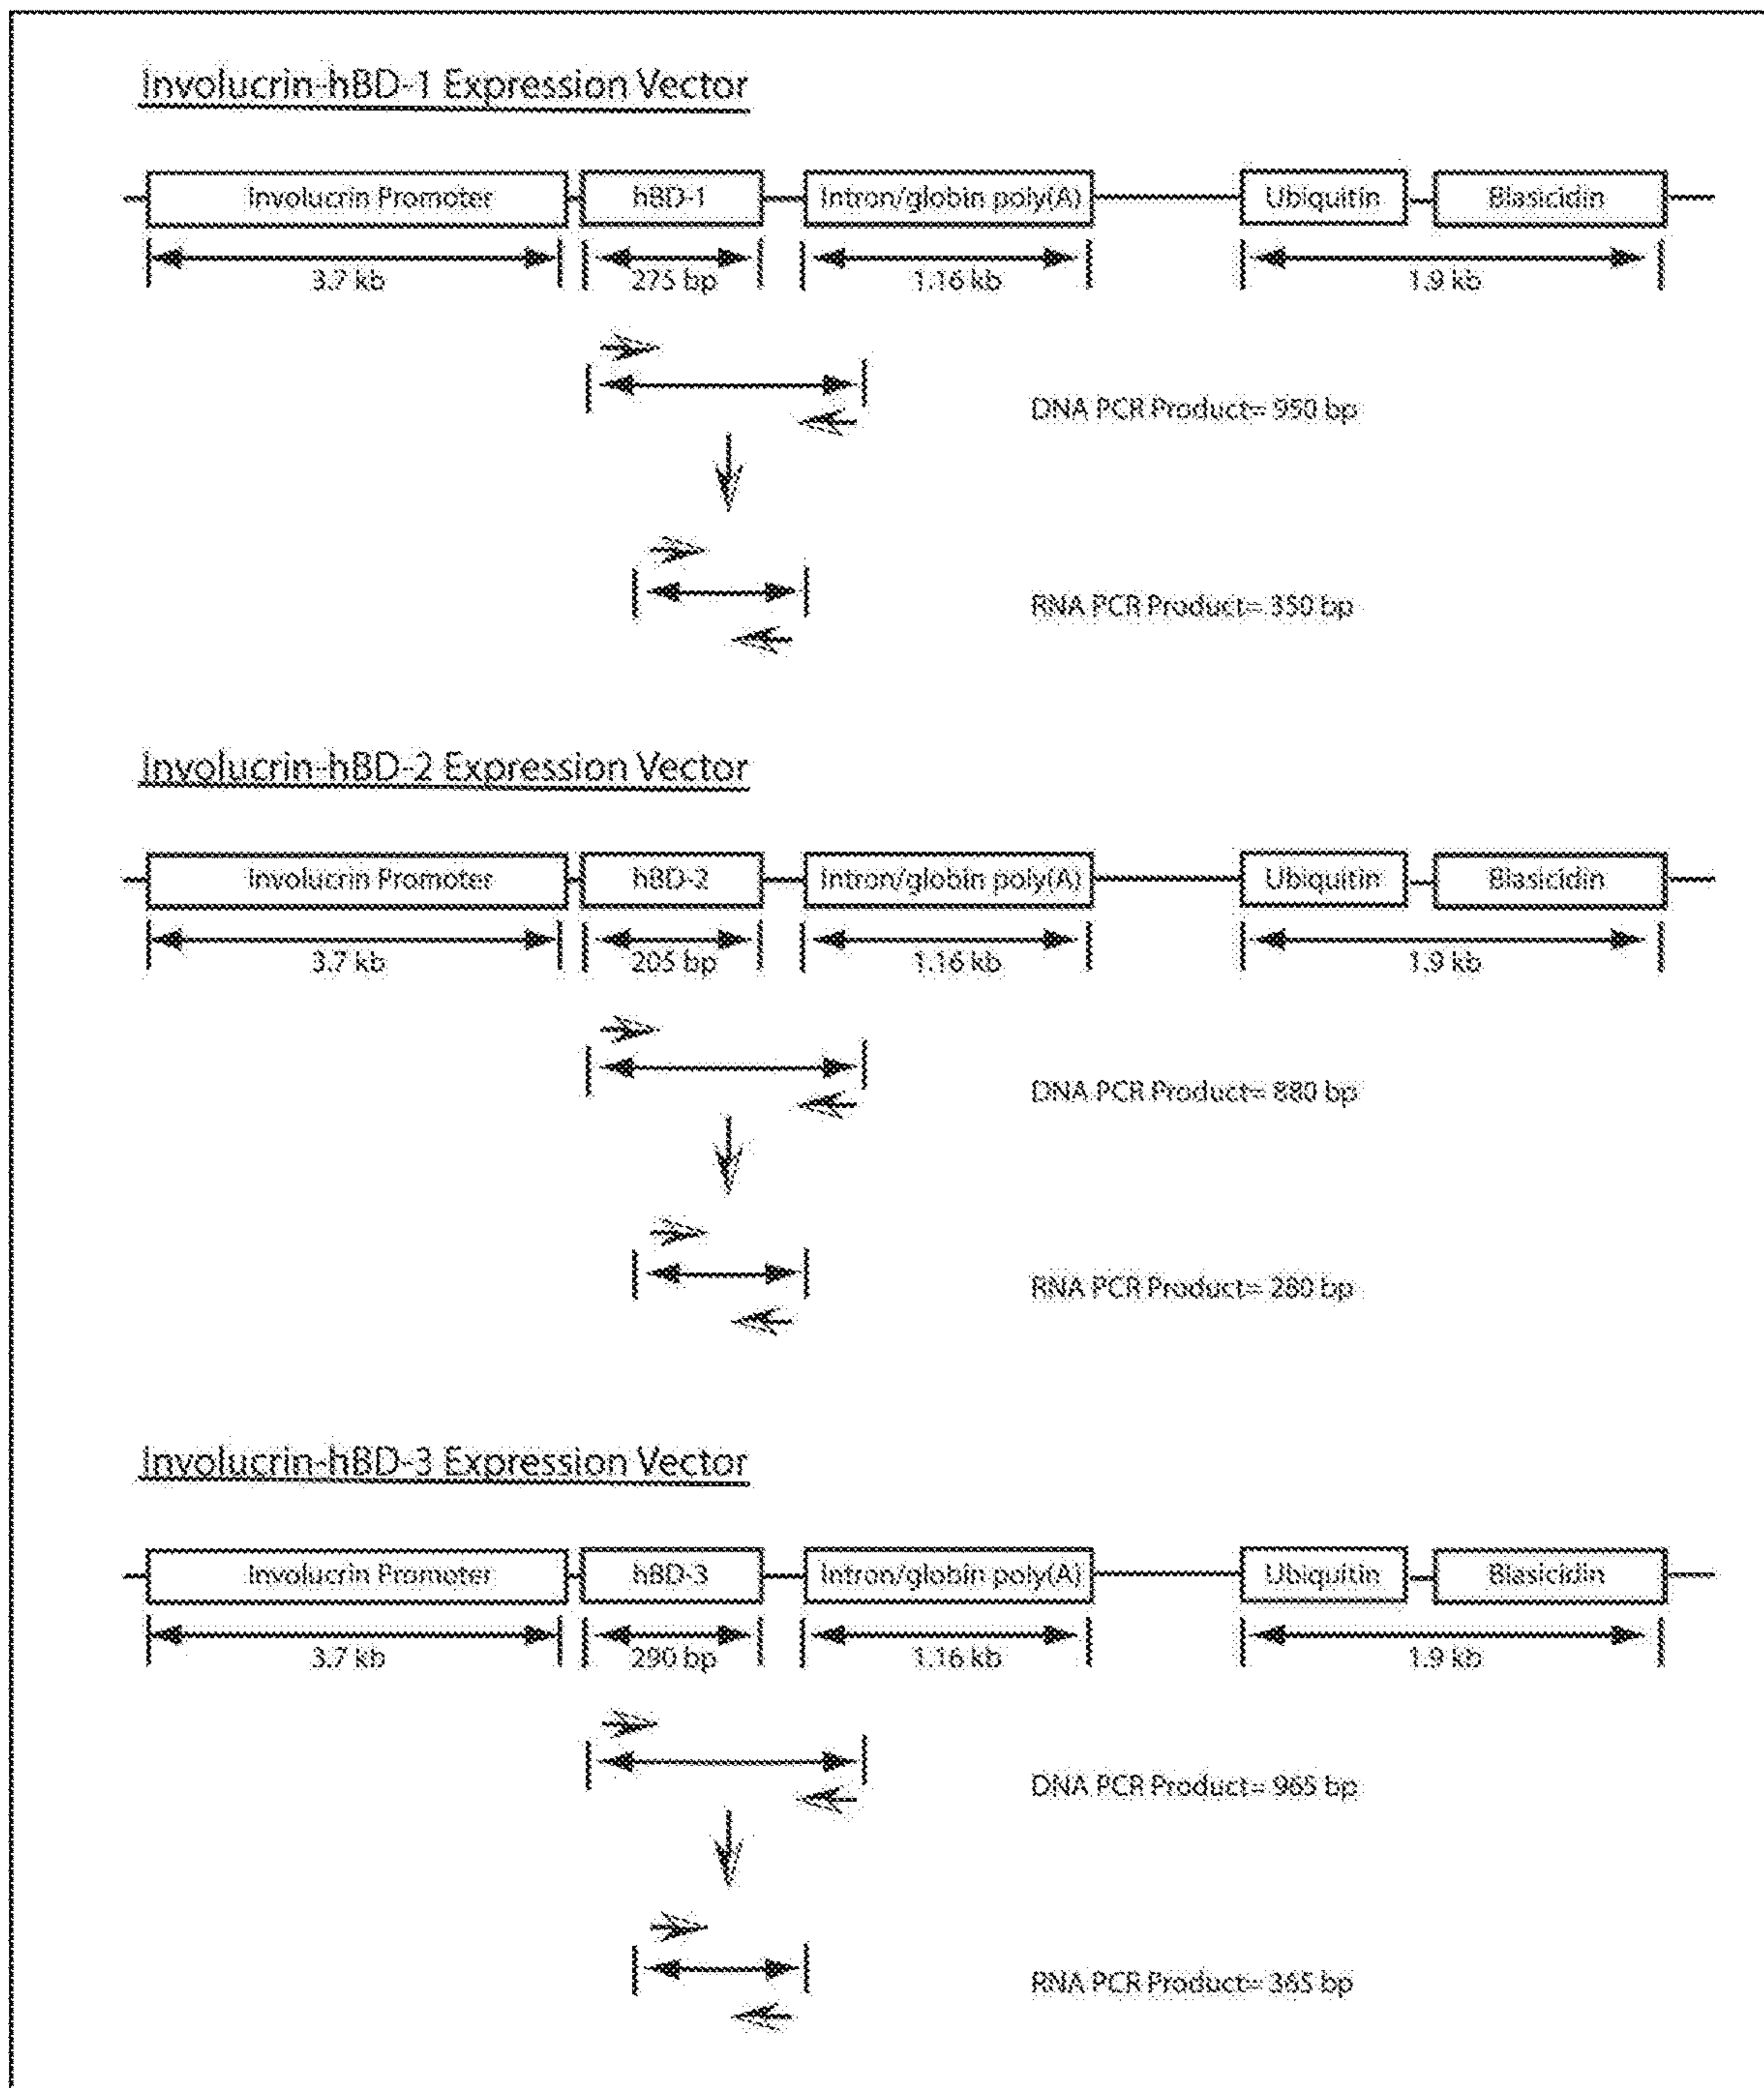 Involucrin-hBD-1 Expression Vector
Involucrin Promoter hBD-1 Intron/globin poly(A) Ubiquitin Blasicidin
3.7 kb 275 bp 1.16 kb 1.9 kb
DNA PCR Product= 950 bp
RNA PCR Product= 350 bp
Involucrin-hBD-2 Expression Vector
Involucrin Promoter hBD-2 Intron/globin poly(A) Ubiquitin Blasicidin
3.7 kb 205 bp 1.16 kb 1.9 kb
DNA PCR Product= 880 bp
RNA PCR Product= 280 bp
Involucrin-hBD-3 Expression Vector
Involucrin Promoter hBD-3 Intron/globin poly(A) Ubiquitin Blasicidin
3.7 kb 290 bp 1.16 kb 1.9 kb
DNA PCR Product= 965 bp
RNA PCR Product= 365 bp